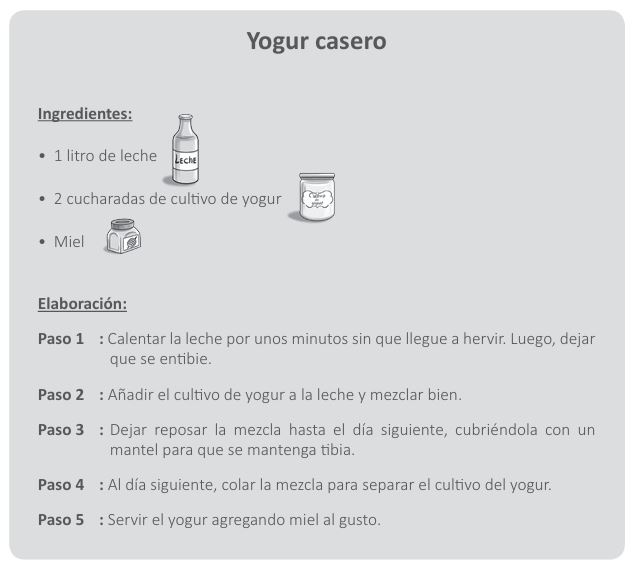 Yogur casero
Ingredientes:
• 1 litro de leche
LECHE
• 2 cucharadas de cultivo de yogur
• Miel
Elaboración:
Paso 1 : Calentar la leche por unos minutos sin que llegue a hervir. Luego, dejar
que se entibie.
Paso 2 : Añadir el cultivo de yogur a la leche y mezclar bien.
Paso 3 : Dejar reposar la mezcla hasta el día siguiente, cubriéndola con un
mantel para que se mantenga tibia.
Paso 4 : Al día siguiente, colar la mezcla para separar el cultivo del yogur.
Paso 5 : Servir el yogur agregando miel al gusto.